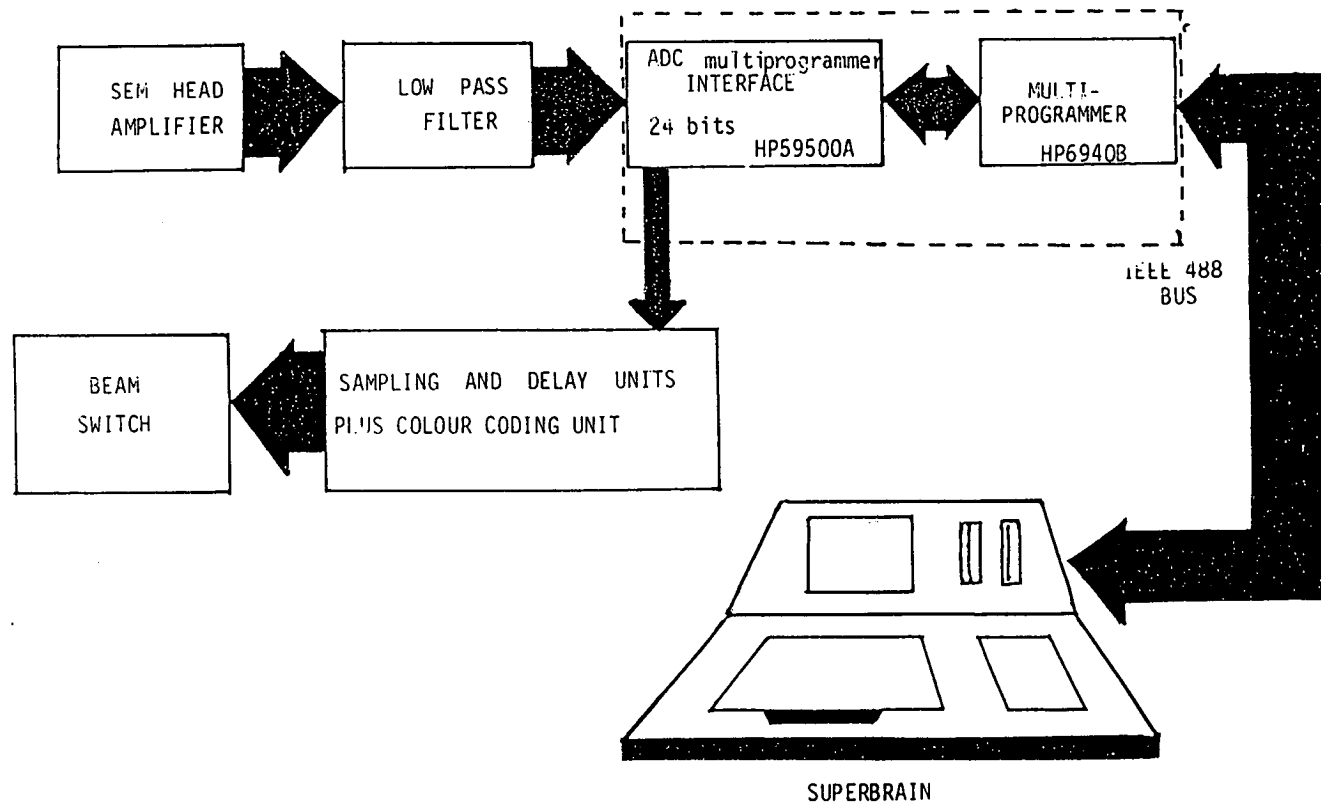 SEM HEAD
AMPLIFIER
LOW PASS
FILTER
ADC multiprogrammer
INTERFACE
24 bits
HP59500A
MULTI-
PROGRAMMER
HP6940B
IEEE 488
BUS
BEAM
SWITCH
SAMPLING AND DELAY UNITS
PLUS COLOUR CODING UNIT
SUPERBRAIN